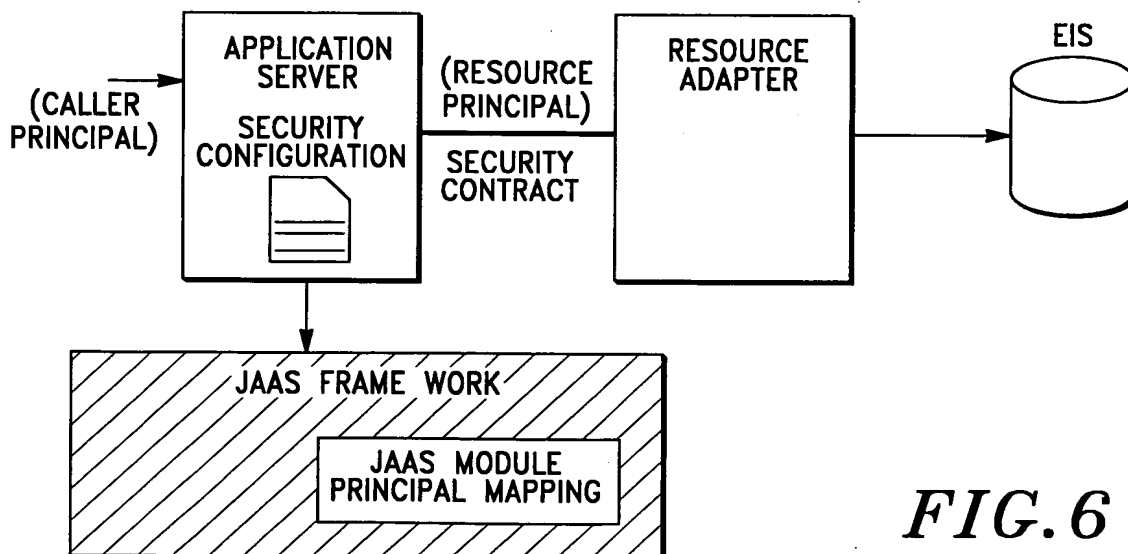 (CALLER
PRINCIPAL)
APPLICATION
SERVER
SECURITY
CONFIGURATION
(RESOURCE
PRINCIPAL)
SECURITY
CONTRACT
RESOURCE
ADAPTER
EIS
JAAS FRAME WORK
JAAS MODULE
PRINCIPAL MAPPING
FIG. 6